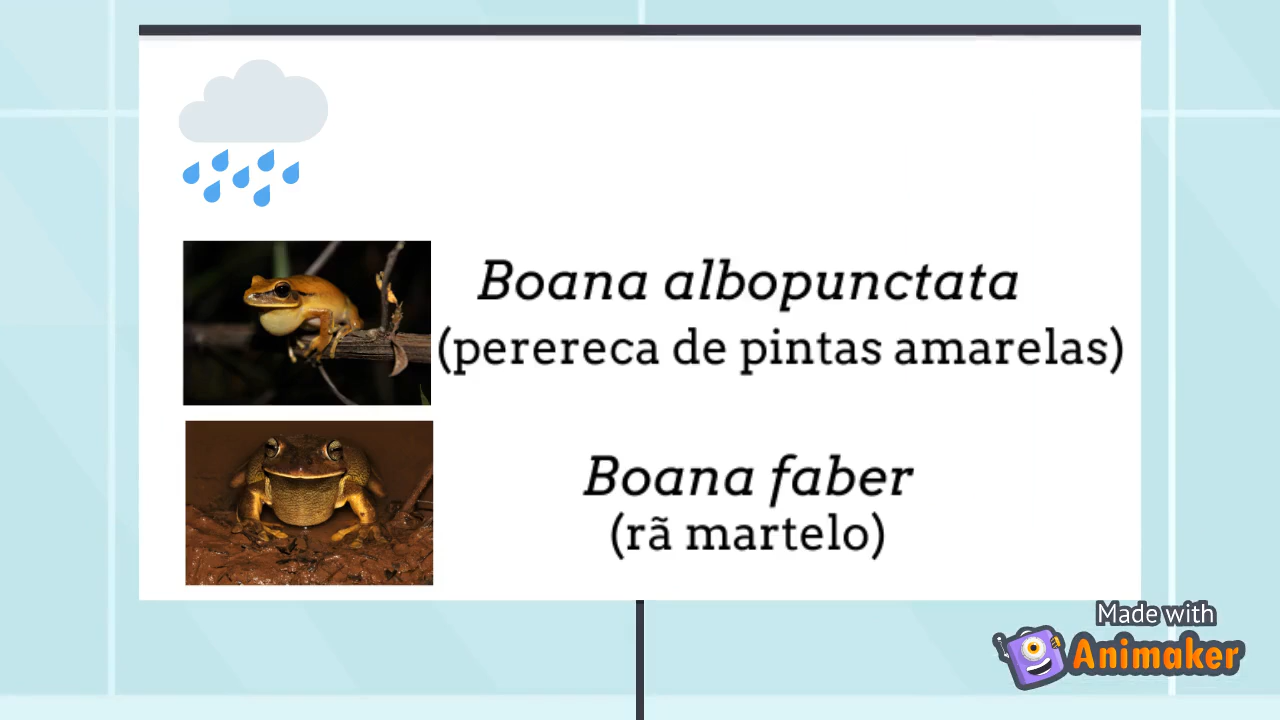 Boana albopunctata
(perereca de pintas amarelas)
Boana faber
(rã martelo)
Made with
Animaker